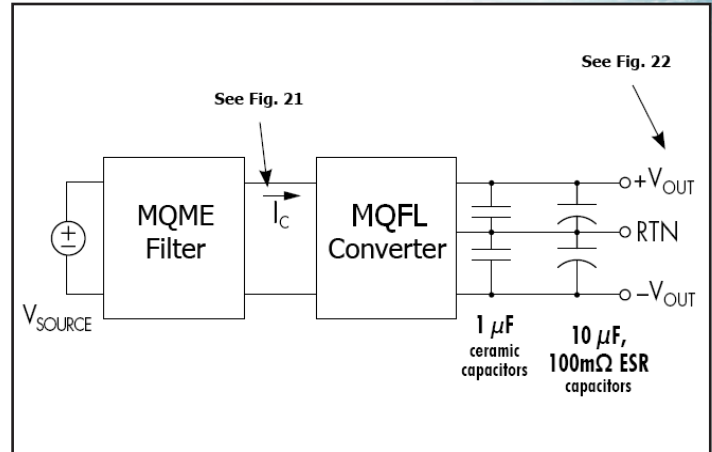 See Fig. 22
See Fig. 21
MQME
Filter
I_C
MQFL
Converter
+V_OUT
RTN
−V_OUT
V_SOURCE
1 μF
ceramic
capacitors
10 μF,
100mΩ ESR
capacitors